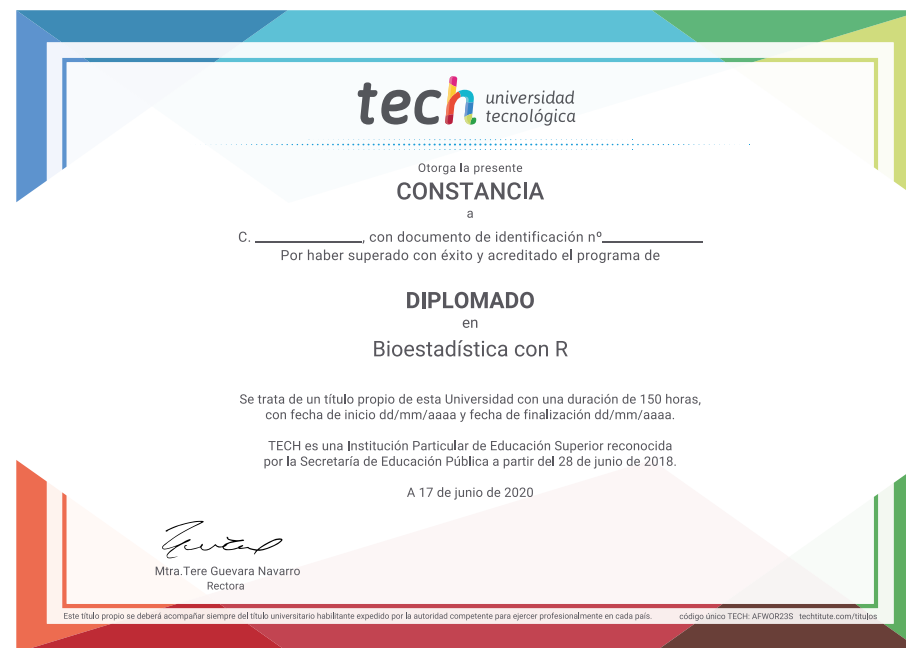 tech universidad
tecnológica
Otorga la presente
CONSTANCIA
a
C. ______________, con documento de identificación nº_____________
Por haber superado con éxito y acreditado el programa de
DIPLOMADO
en
Bioestadística con R
Se trata de un título propio de esta Universidad con una duración de 150 horas,
con fecha de inicio dd/mm/aaaa y fecha de finalización dd/mm/aaaa.
TECH es una Institución Particular de Educación Superior reconocida
por la Secretaría de Educación Pública a partir del 28 de junio de 2018.
A 17 de junio de 2020
Mtra.Tere Guevara Navarro
Rectora
Este título propio se deberá acompañar siempre del título universitario habilitante expedido por la autoridad competente para ejercer profesionalmente en cada país. código único TECH: AFWOR23S techtitute.com/titulos